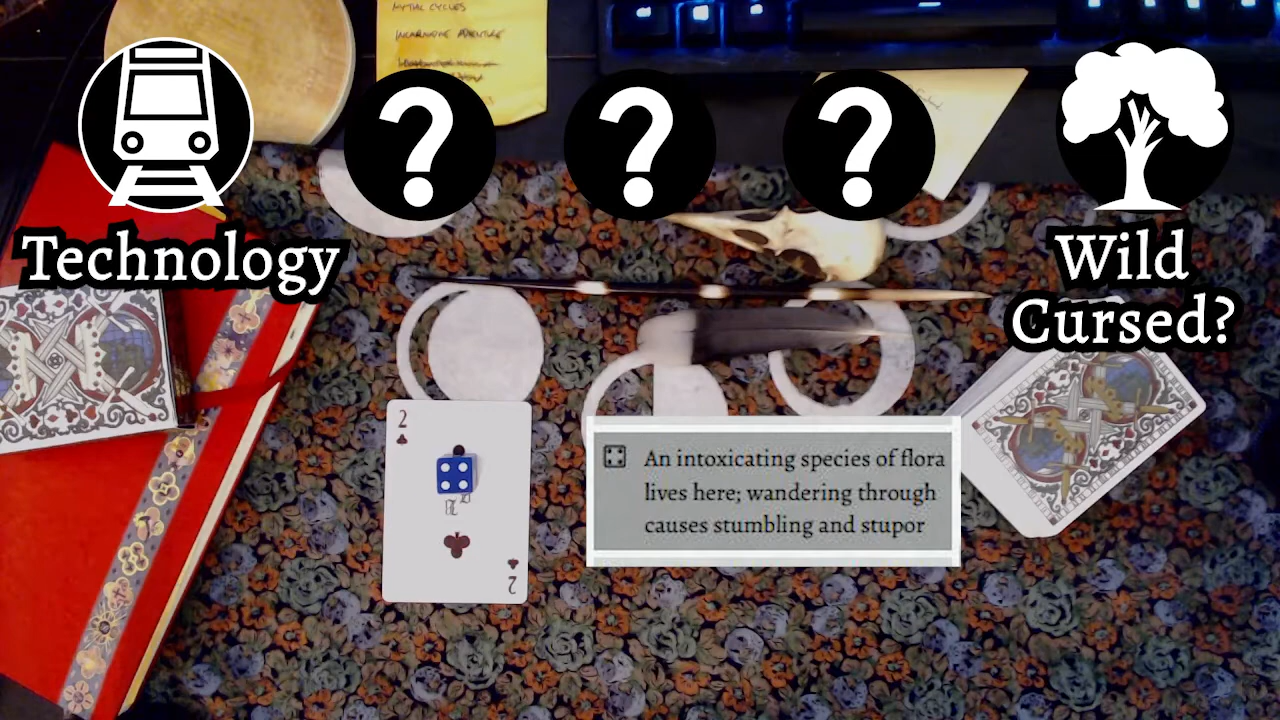 MYTHIC CYCLES
ADVENTURE
? ? ?
Technology
Wild
Cursed?
2
An intoxicating species of flora
lives here; wandering through
causes stumbling and stupor
2